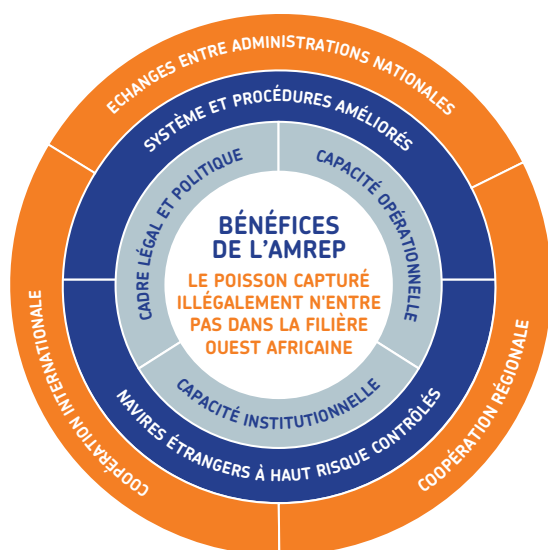 ECHANGES ENTRE ADMINISTRATIONS NATIONALES
SYSTÈME ET PROCÉDURES AMÉLIORÉS
CADRE LÉGAL ET POLITIQUE
CAPACITÉ OPÉRATIONNELLE
BÉNÉFICES
DE L'AMREP
LE POISSON CAPTURÉ
ILLÉGALEMENT N'ENTRE
PAS DANS LA FILIÈRE
OUEST AFRICAINE
CAPACITÉ INSTITUTIONNELLE
NAVIRES ÉTRANGERS À HAUT RISQUE CONTRÔLÉS
COOPÉRATION INTERNATIONALE
COOPÉRATION RÉGIONALE